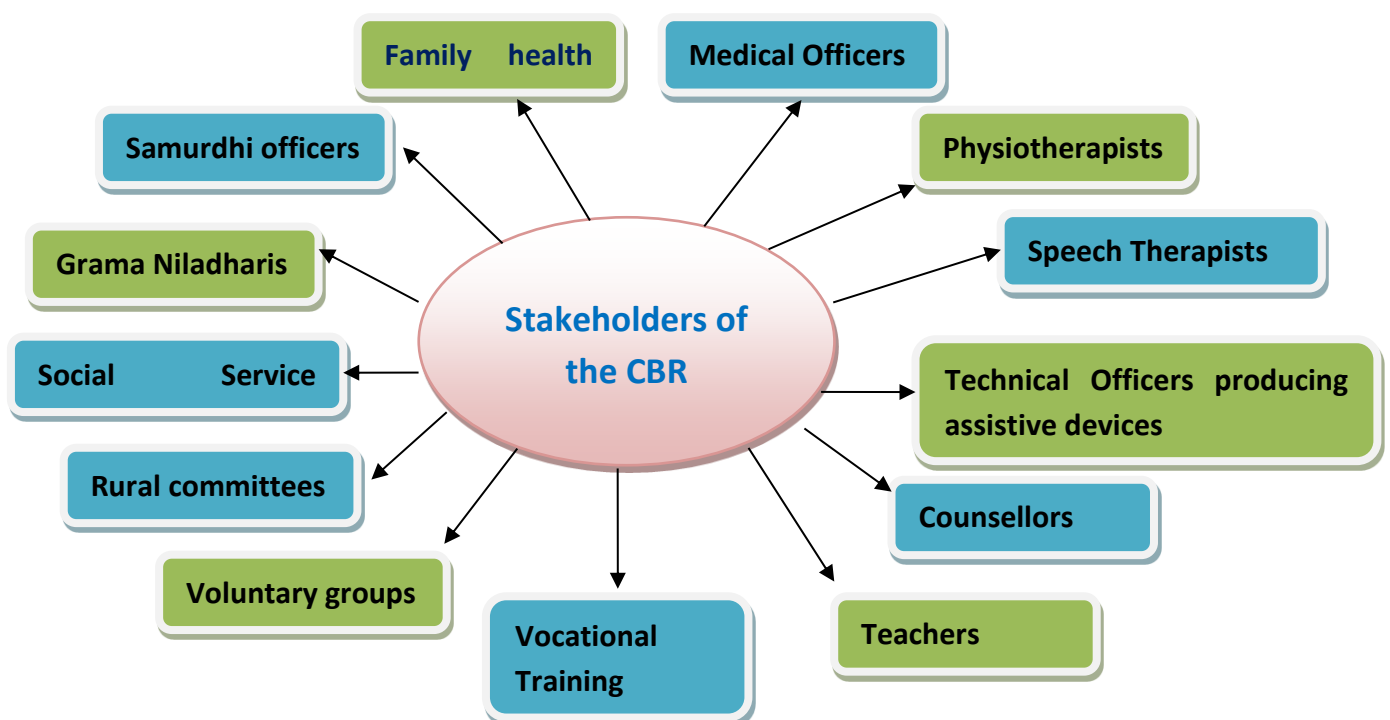 Family health
Medical Officers
Samurdhi officers
Physiotherapists
Grama Niladharis
Speech Therapists
Stakeholders of
the CBR
Social Service
Technical Officers producing
assistive devices
Rural committees
Counsellors
Voluntary groups
Vocational
Training
Teachers